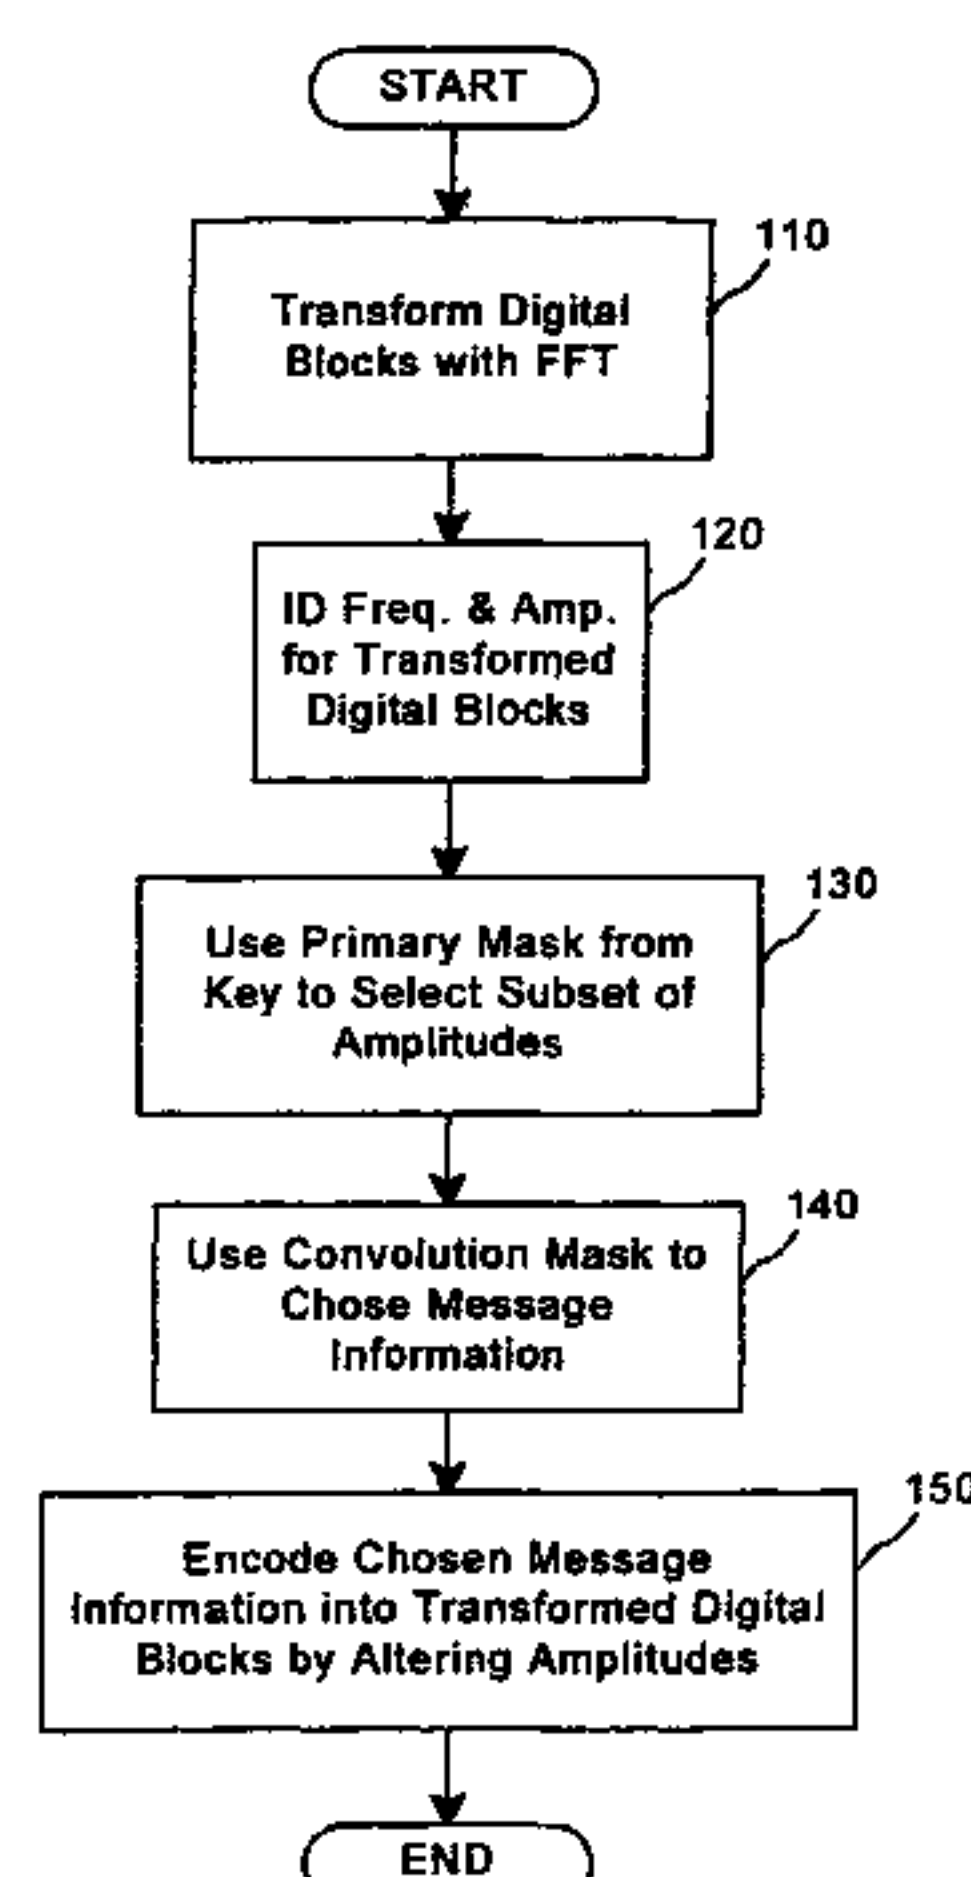 START
110
Transform Digital
Blocks with FFT
120
ID Freq. & Amp.
for Transformed
Digital Blocks
130
Use Primary Mask from
Key to Select Subset of
Amplitudes
140
Use Convolution Mask to
Chose Message
Information
150
Encode Chosen Message
Information into Transformed Digital
Blocks by Altering Amplitudes
END